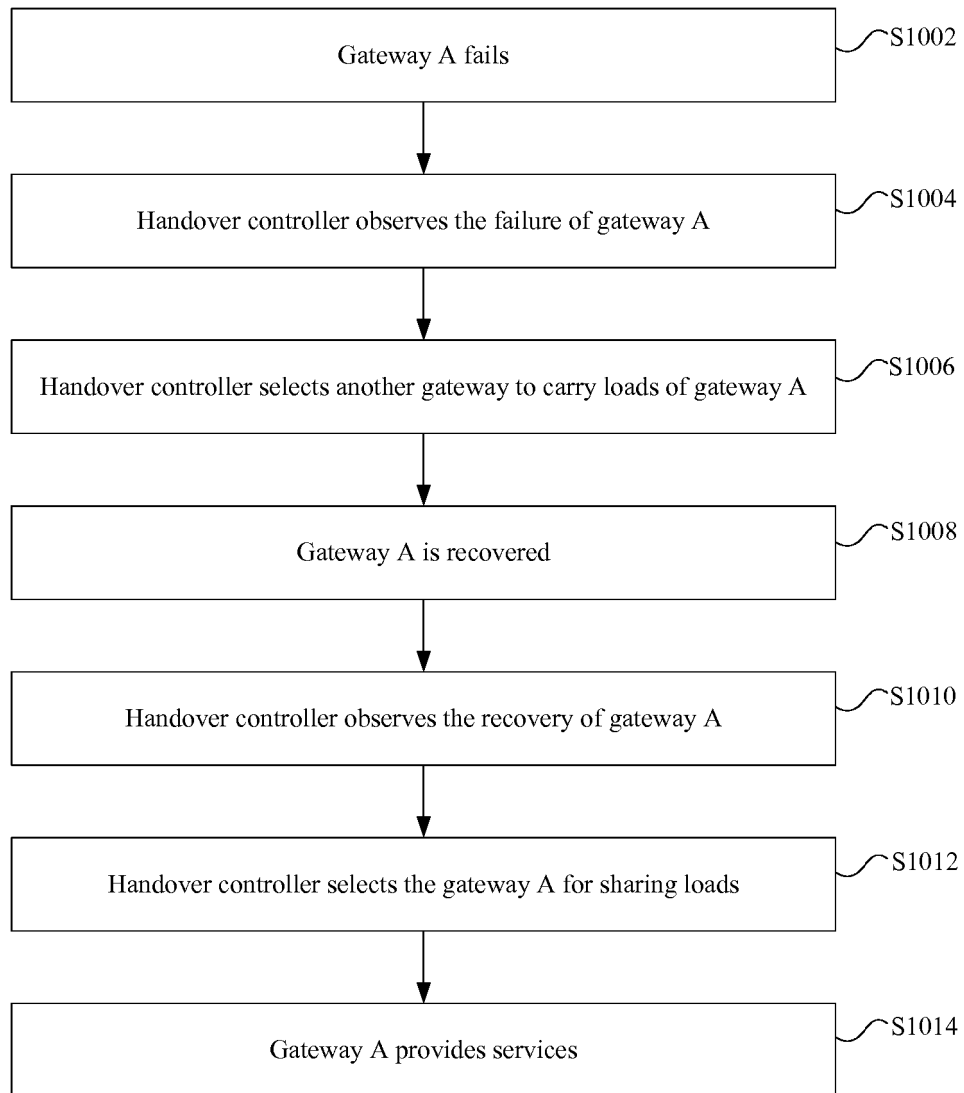 Gateway A fails
S1002
Handover controller observes the failure of gateway A
S1004
Handover controller selects another gateway to carry loads of gateway A
S1006
Gateway A is recovered
S1008
Handover controller observes the recovery of gateway A
S1010
Handover controller selects the gateway A for sharing loads
S1012
Gateway A provides services
S1014